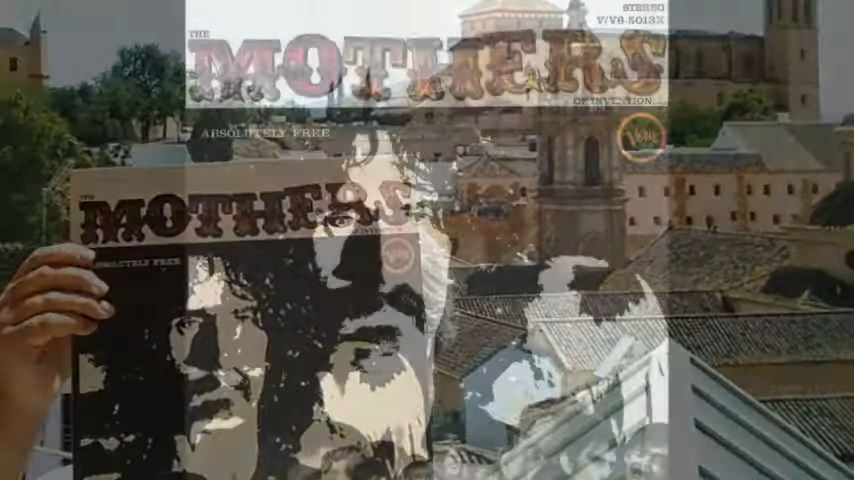 STEREO
V/V6-5013X
THE
MOTHERS
OF INVENTION...
ABSOLUTELY FREE
Verve
THE
MOTHERS
ABSOLUTELY FREE